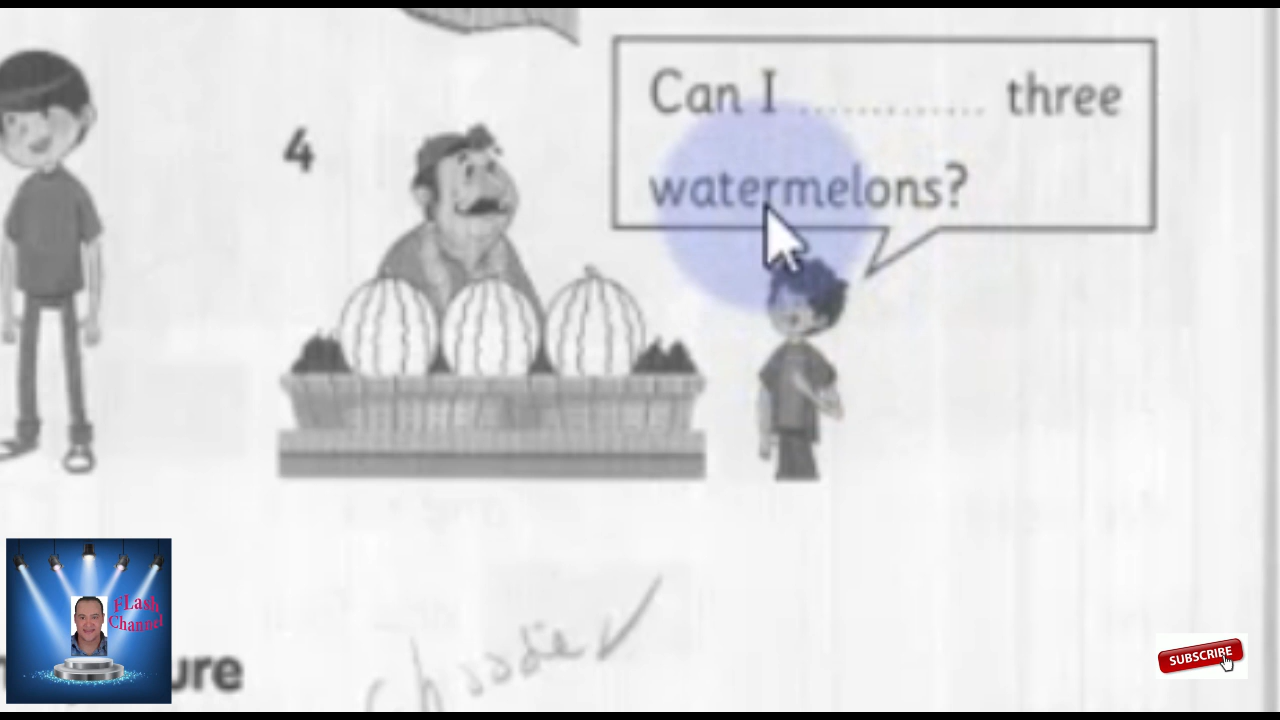 Can I ............. three
watermelons?
4
FLash
Channel
ure
SUBSCRIBE